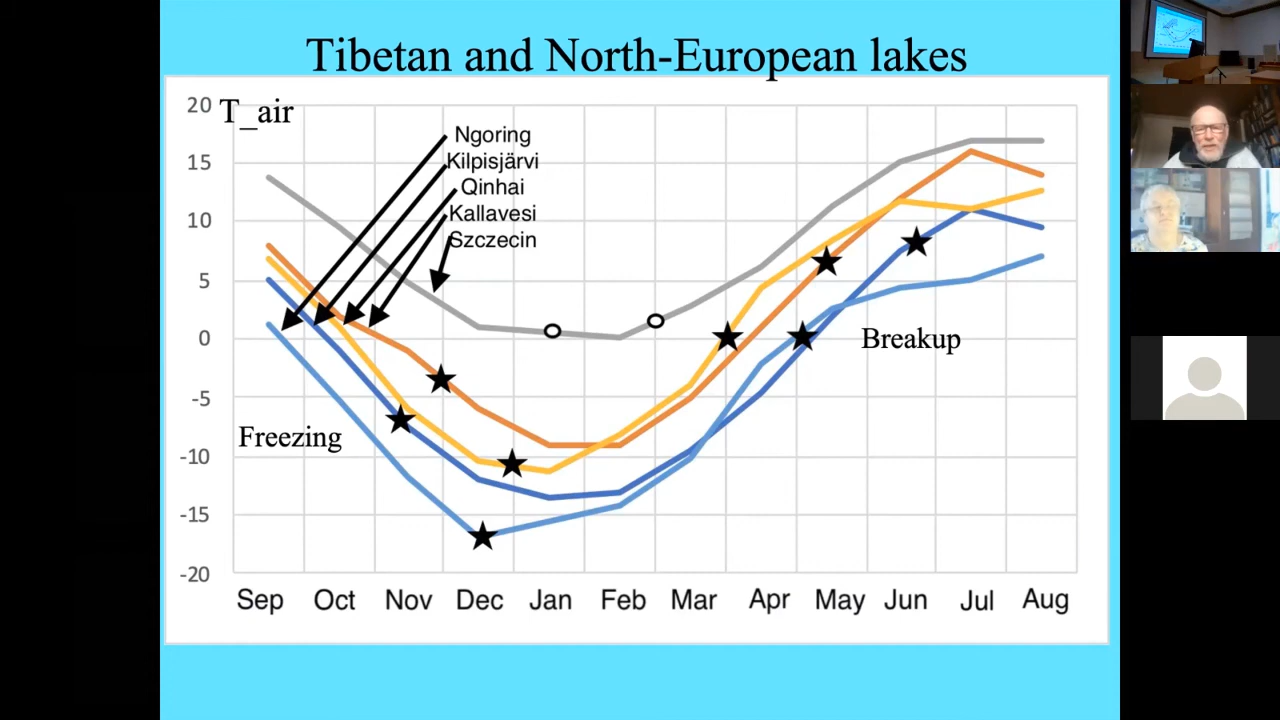 Tibetan and North-European lakes
T_air
20
15
10
5
0
-5
-10
-15
-20
Ngoring
Kilpisjärvi
Qinhai
Kallavesi
Szczecin
Freezing
Breakup
Sep Oct Nov Dec Jan Feb Mar Apr May Jun Jul Aug